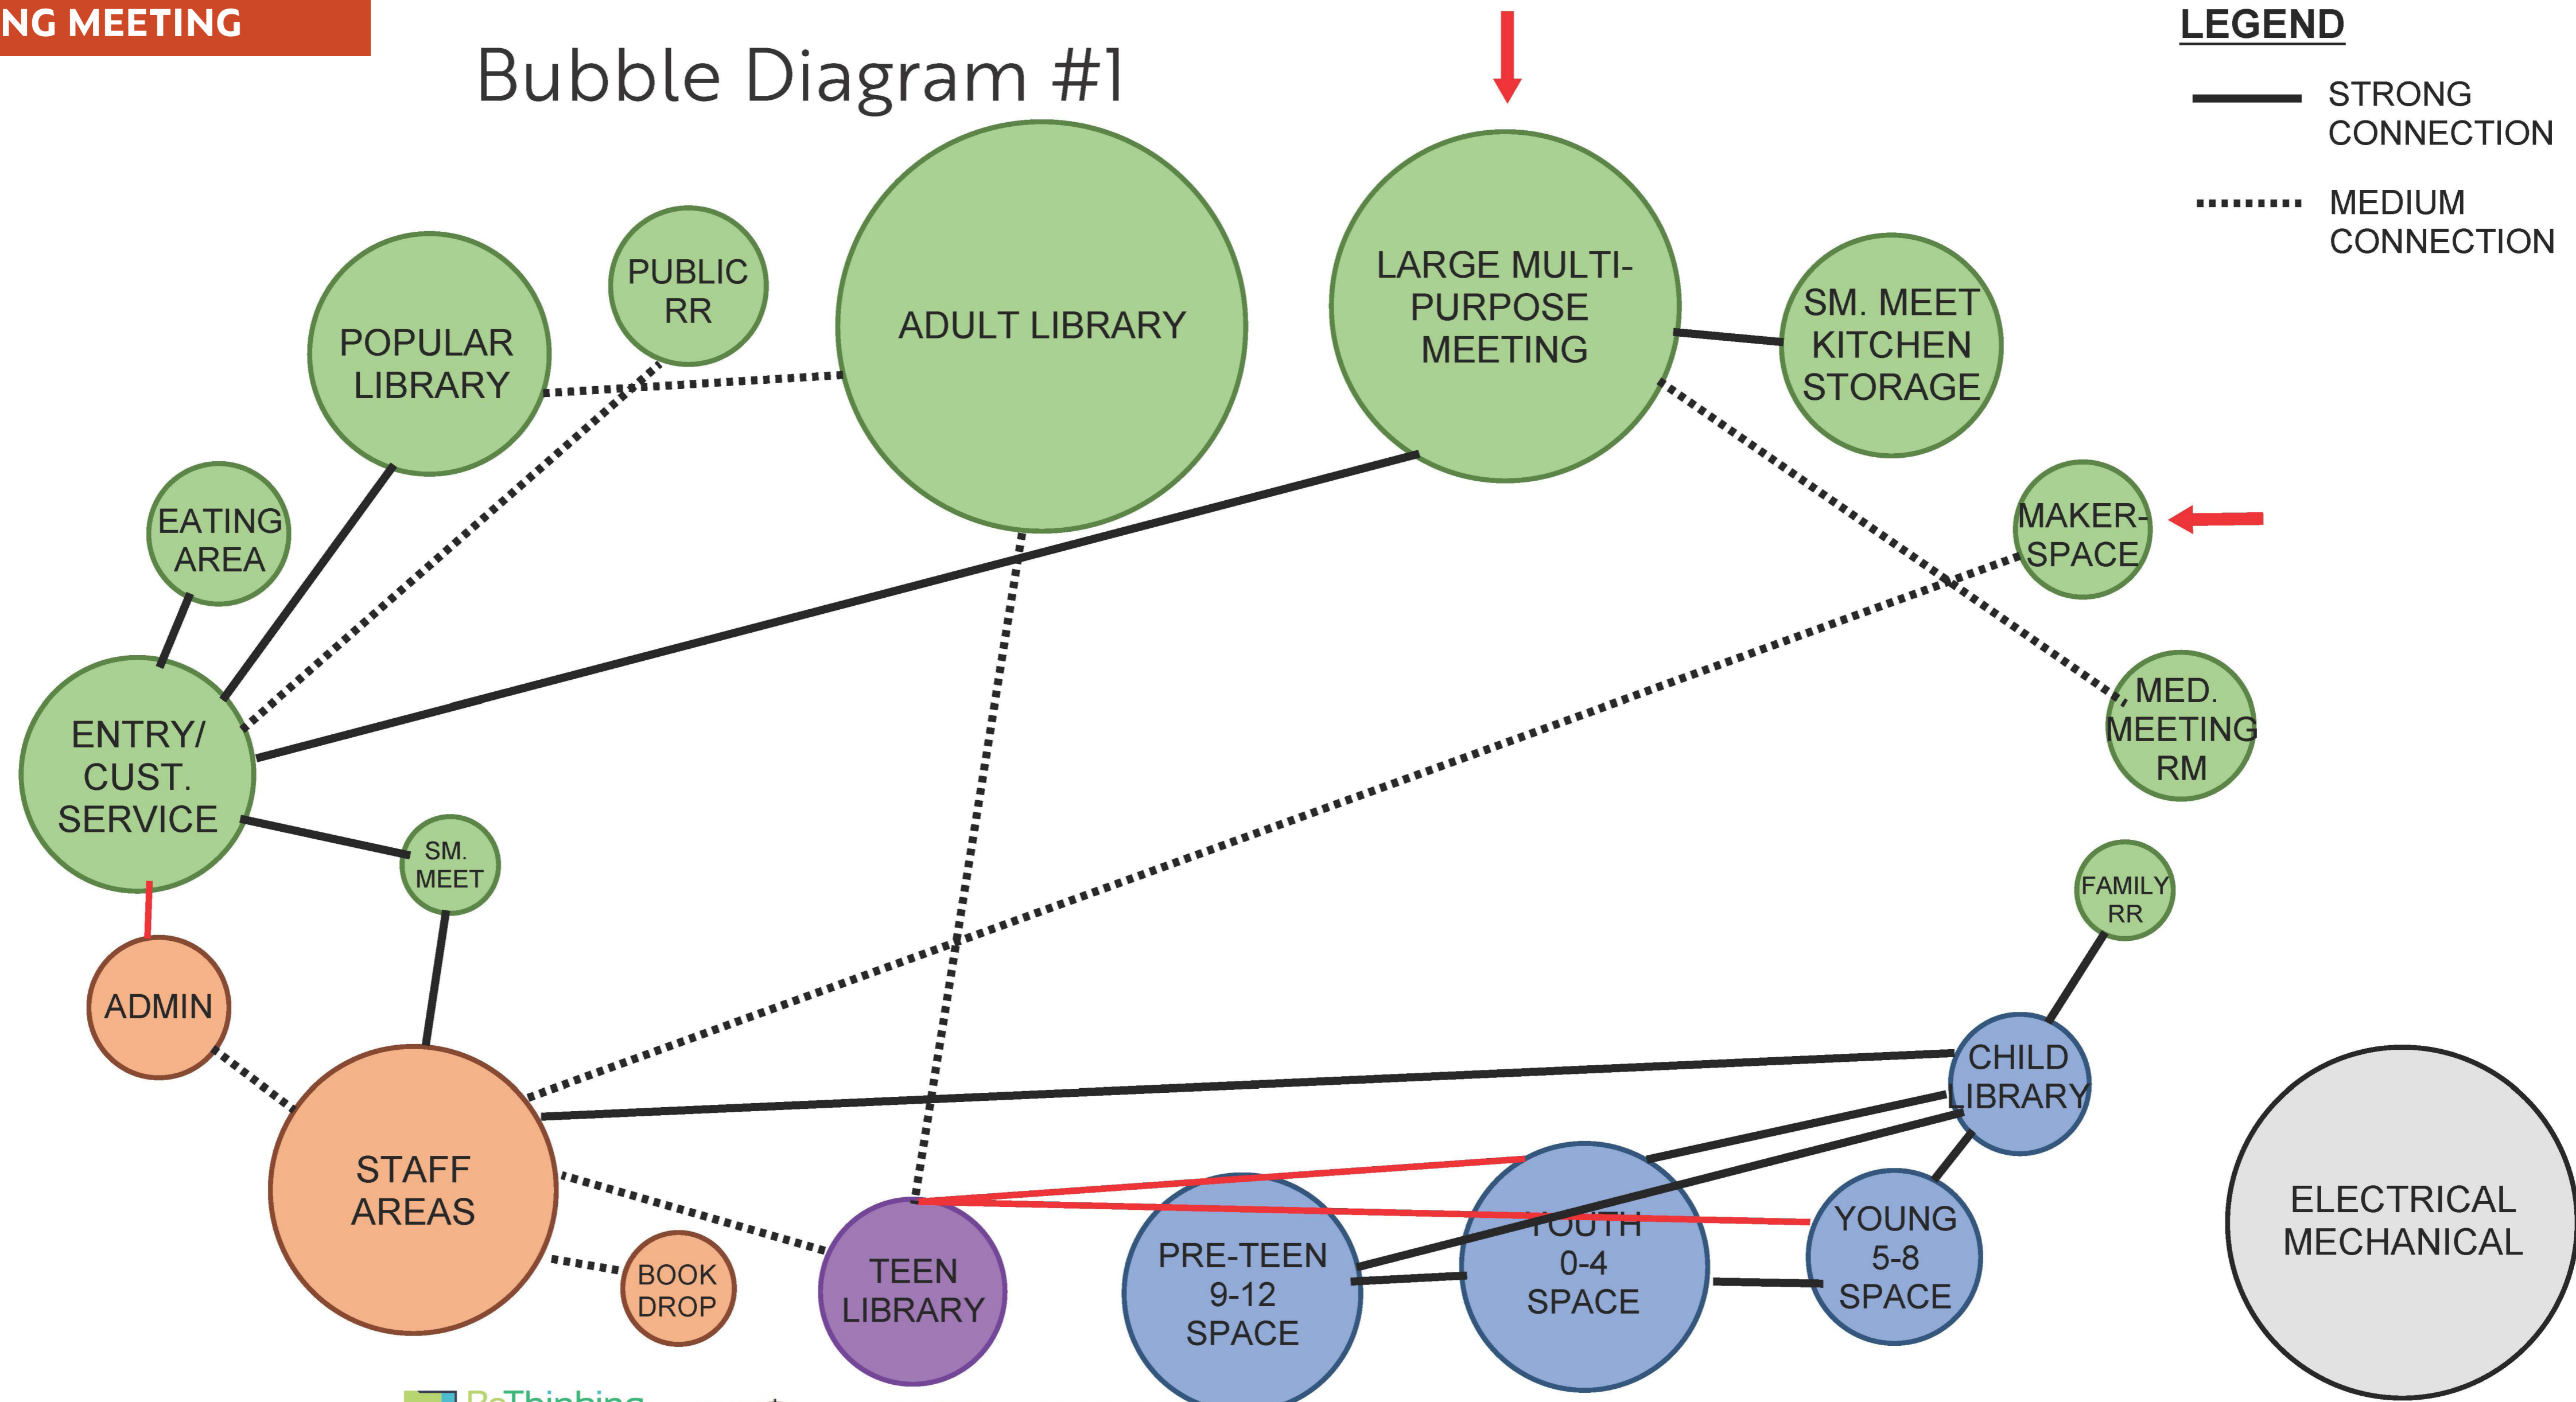 NG MEETING
Bubble Diagram #1
LEGEND
STRONG
CONNECTION
MEDIUM
CONNECTION
POPULAR
LIBRARY
PUBLIC
RR
ADULT LIBRARY
LARGE MULTI-
PURPOSE
MEETING
SM. MEET
KITCHEN
STORAGE
EATING
AREA
MAKER-
SPACE
ENTRY/
CUST.
SERVICE
MED.
MEETING
RM
SM.
MEET
FAMILY
RR
ADMIN
CHILD
LIBRARY
STAFF
AREAS
BOOK
DROP
TEEN
LIBRARY
PRE-TEEN
9-12
SPACE
YOUTH
0-4
SPACE
YOUNG
5-8
SPACE
ELECTRICAL
MECHANICAL
ReThinking